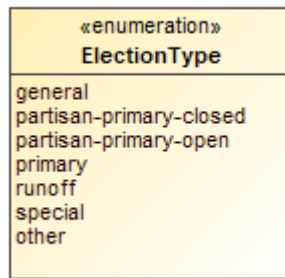 «enumeration»
ElectionType
general
partisan-primary-closed
partisan-primary-open
primary
runoff
special
other